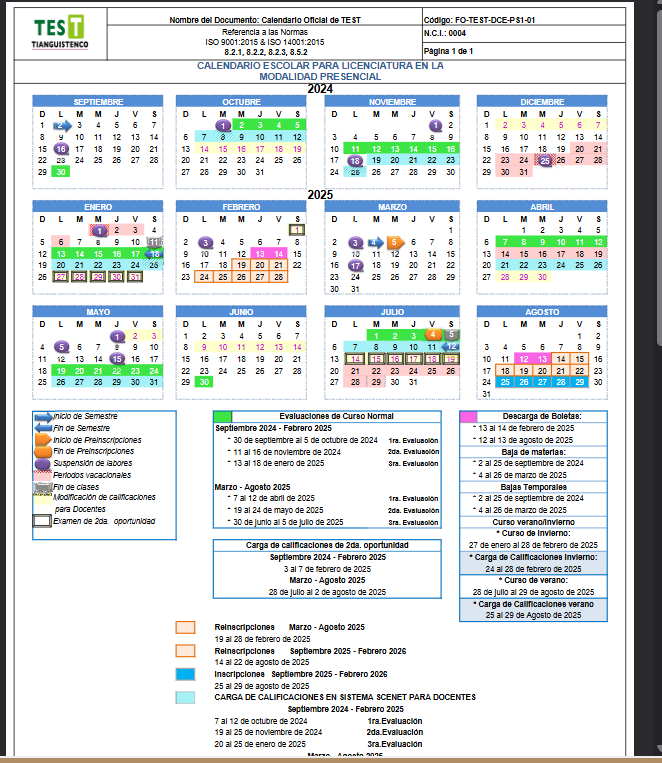 TEST
TIANGUISTENCO
Nombre del Documento: Calendario Oficial de TEST
Referencia a las Normas
ISO 9001:2015 & ISO 14001:2015
8.2.1, 8.2.2, 8.2.3, 8.5.2
Código: FO-TEST-DCE-PS1-01
N.C.I.: 0004
Página 1 de 1
CALENDARIO ESCOLAR PARA LICENCIATURA EN LA
MODALIDAD PRESENCIAL
2024
SEPTIEMBRE
D L M M J V S
1 2 3 4 5 6 7
8 9 10 11 12 13 14
15 16 17 18 19 20 21
22 23 24 25 26 27 28
29 30
OCTUBRE
D L M M J V S
1 2 3 4 5
6 7 8 9 10 11 12
13 14 15 16 17 18 19
20 21 22 23 24 25 26
27 28 29 30 31
NOVIEMBRE
D L M M J V S
1 2
3 4 5 6 7 8 9
10 11 12 13 14 15 16
17 18 19 20 21 22 23
24 25 26 27 28 29 30
DICIEMBRE
D L M M J V S
1 2 3 4 5 6 7
8 9 10 11 12 13 14
15 16 17 18 19 20 21
22 23 24 25 26 27 28
29 30 31
2025
ENERO
D L M M J V S
1 2 3 4
5 6 7 8 9 10 11
12 13 14 15 16 17 18
19 20 21 22 23 24 25
26 27 28 29 30 31
FEBRERO
D L M M J V S
1
2 3 4 5 6 7 8
9 10 11 12 13 14 15
16 17 18 19 20 21 22
23 24 25 26 27 28
MARZO
D L M M J V S
1
2 3 4 5 6 7 8
9 10 11 12 13 14 15
16 17 18 19 20 21 22
23 24 25 26 27 28 29
30 31
ABRIL
D L M M J V S
1 2 3 4 5
6 7 8 9 10 11 12
13 14 15 16 17 18 19
20 21 22 23 24 25 26
27 28 29 30
MAYO
D L M M J V S
1 2 3
4 5 6 7 8 9 10
11 12 13 14 15 16 17
18 19 20 21 22 23 24
25 26 27 28 29 30 31
JUNIO
D L M M J V S
1 2 3 4 5 6 7
8 9 10 11 12 13 14
15 16 17 18 19 20 21
22 23 24 25 26 27 28
29 30
JULIO
D L M M J V S
1 2 3 4 5
6 7 8 9 10 11 12
13 14 15 16 17 18 19
20 21 22 23 24 25 26
27 28 29 30 31
AGOSTO
D L M M J V S
1 2
3 4 5 6 7 8 9
10 11 12 13 14 15 16
17 18 19 20 21 22 23
24 25 26 27 28 29 30
31
Inicio de Semestre
Fin de Semestre
Inicio de Preinscripciones
Fin de Preinscripciones
Suspensión de labores
Periodos vacacionales
Fin de clases
Modificación de calificaciones
para Docentes
Examen de 2da. oportunidad
Evaluaciones de Curso Normal
Septiembre 2024 - Febrero 2025
* 30 de septiembre al 5 de octubre de 2024 1ra. Evaluación
* 11 al 16 de noviembre de 2024 2da. Evaluación
* 13 al 18 de enero de 2025 3ra. Evaluación
Marzo - Agosto 2025
* 7 al 12 de abril de 2025 1ra. Evaluación
* 19 al 24 de mayo de 2025 2da. Evaluación
* 30 de junio al 5 de julio de 2025 3ra. Evaluación
Carga de calificaciones de 2da. oportunidad
Septiembre 2024 - Febrero 2025
3 al 7 de febrero de 2025
Marzo - Agosto 2025
28 de julio al 2 de agosto de 2025
Descarga de Boletas:
* 13 al 14 de febrero de 2025
* 12 al 13 de agosto de 2025
Baja de materias:
* 2 al 25 de septiembre de 2024
* 4 al 26 de marzo de 2025
Bajas Temporales
* 2 al 25 de septiembre de 2024
* 4 al 26 de marzo de 2025
Curso verano/invierno
* Curso de invierno:
27 de enero al 28 de febrero de 2025
* Carga de Calificaciones invierno:
24 al 28 de febrero de 2025
* Curso de verano:
28 de julio al 29 de agosto de 2025
* Carga de Calificaciones verano
25 al 29 de Agosto de 2025
Reinscripciones Marzo - Agosto 2025
19 al 28 de febrero de 2025
Reinscripciones Septiembre 2025 - Febrero 2026
14 al 22 de agosto de 2025
Inscripciones Septiembre 2025 - Febrero 2026
25 al 29 de agosto de 2025
CARGA DE CALIFICACIONES EN SISTEMA SCENET PARA DOCENTES
Septiembre 2024 - Febrero 2025
7 al 12 de octubre de 2024 1ra.Evaluación
19 al 25 de noviembre de 2024 2da.Evaluación
20 al 25 de enero de 2025 3ra.Evaluación
Marzo - Agosto 2025